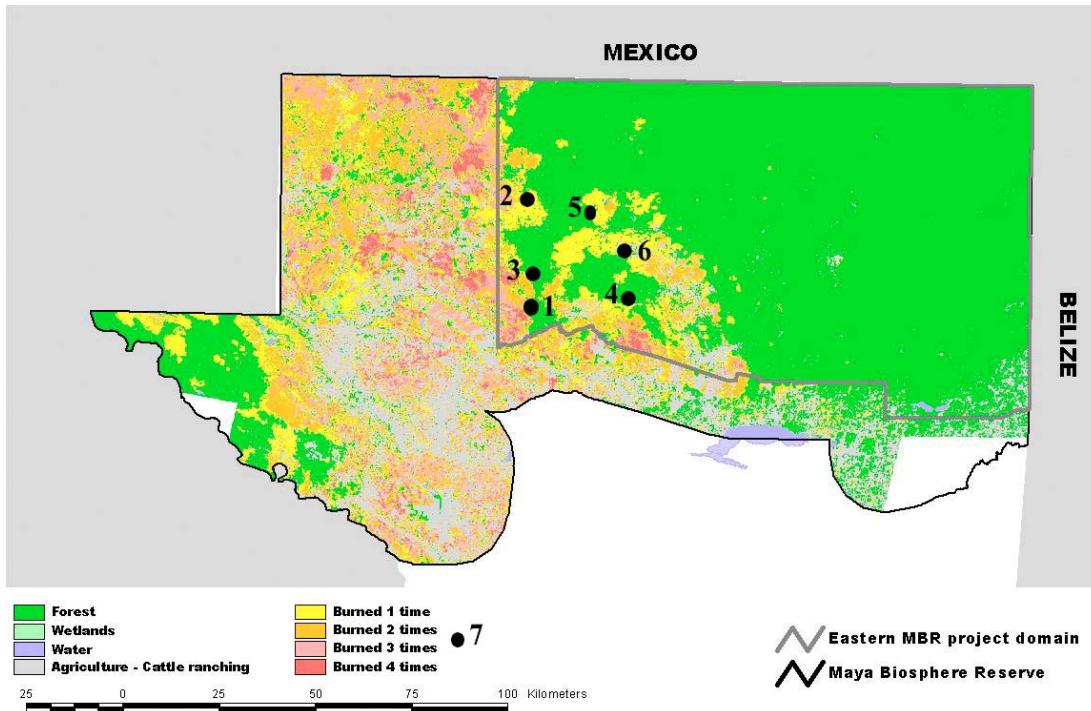 MEXICO
2
5
6
3
4
1
BELIZE
Forest
Wetlands
Water
Agriculture - Cattle ranching
Burned 1 time
Burned 2 times
Burned 3 times
Burned 4 times
7
Eastern MBR project domain
Maya Biosphere Reserve
25 0 25 50 75 100 Kilometers